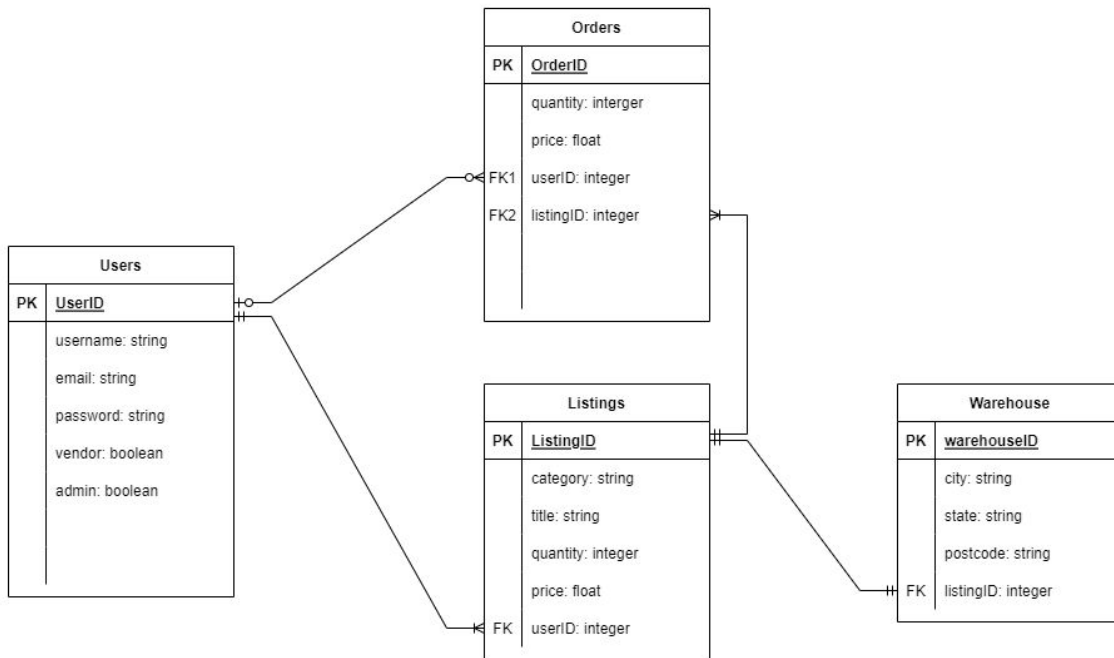 Orders
PK OrderID
quantity: interger
price: float
FK1 userID: integer
FK2 listingID: integer
Users
PK UserID
username: string
email: string
password: string
vendor: boolean
admin: boolean
Listings
PK ListingID
category: string
title: string
quantity: integer
price: float
FK userID: integer
Warehouse
PK warehouseID
city: string
state: string
postcode: string
FK listingID: integer